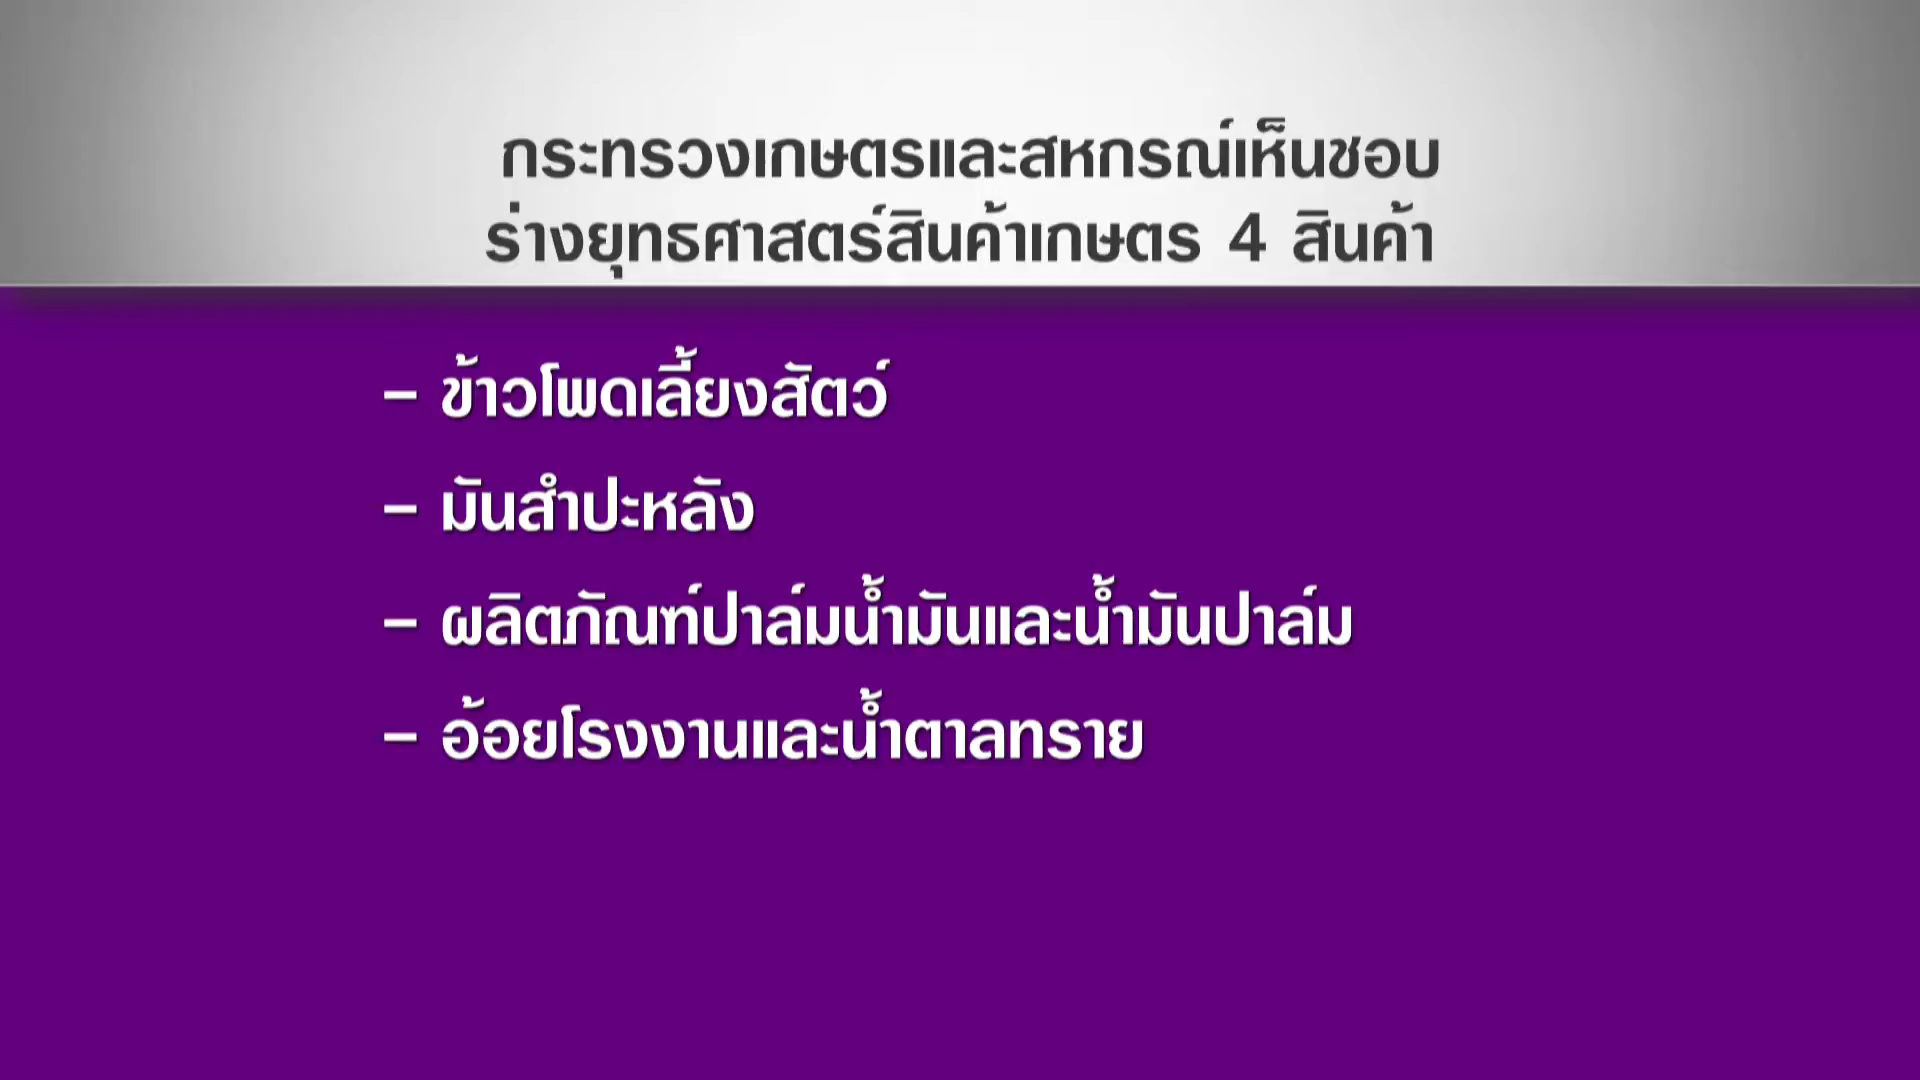 กระทรวงเกษตรและสหกรณ์เห็นชอบ
ร่างยุทธศาสตร์สินค้าเกษตร 4 สินค้า
- ข้าวโพดเลี้ยงสัตว์
- มันสำปะหลัง
- ผลิตภัณฑ์ปาล์มน้ำมันและน้ำมันปาล์ม
- อ้อยโรงงานและน้ำตาลทราย